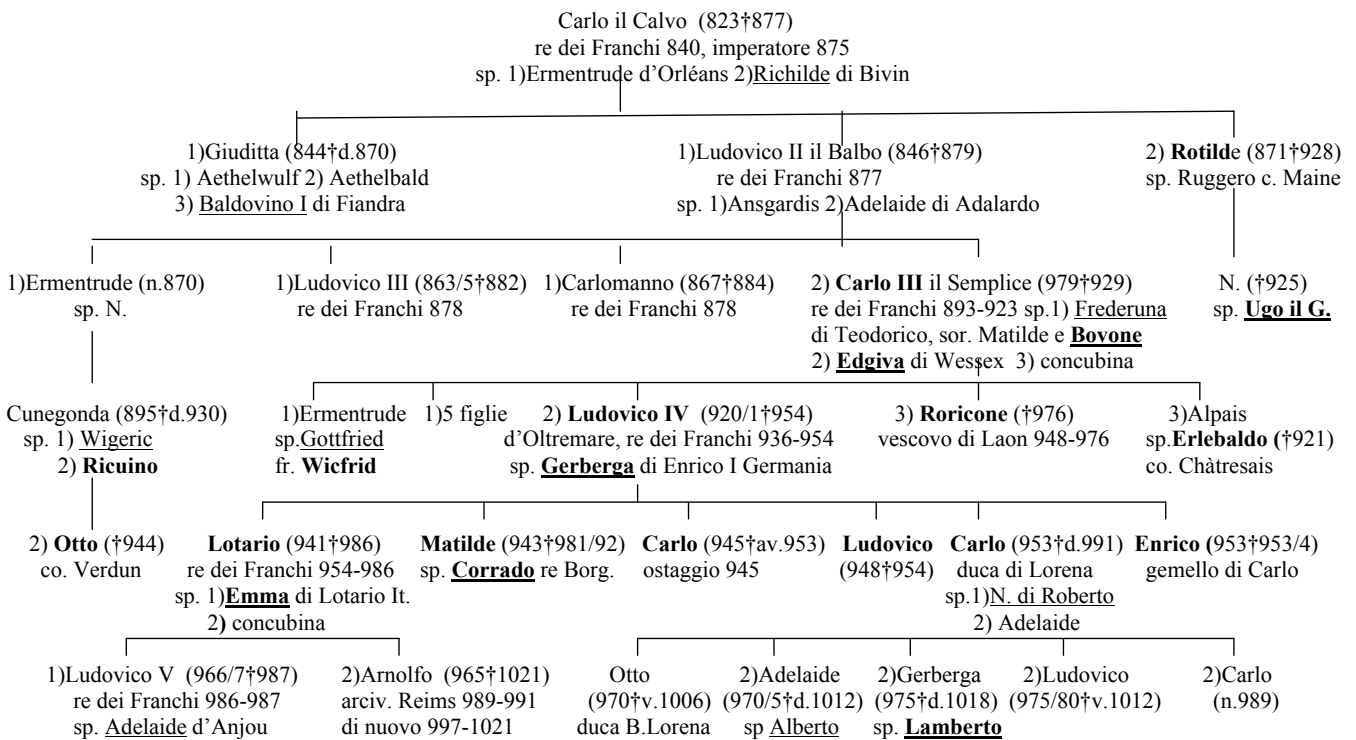 Carlo il Calvo (823†877)
re dei Franchi 840, imperatore 875
sp. 1)Ermentrude d’Orléans 2)Richilde di Bivin
1)Giuditta (844†d.870)
sp. 1) Aethelwulf 2) Aethelbald
3) Baldovino I di Fiandra
1)Ludovico II il Balbo (846†879)
re dei Franchi 877
sp. 1)Ansgardis 2)Adelaide di Adalardo
2) Rotilde (871†928)
sp. Ruggero c. Maine
1)Ermentrude (n.870)
sp. N.
1)Ludovico III (863/5†882)
re dei Franchi 878
1)Carlomanno (867†884)
re dei Franchi 878
2) Carlo III il Semplice (979†929)
re dei Franchi 893-923 sp.1) Frederuna
di Teodorico, sor. Matilde e Bovone
2) Edgiva di Wessex 3) concubina
N. (†925)
sp. Ugo il G.
Cunegonda (895†d.930)
sp. 1) Wigeric
2) Ricuino
1)Ermentrude
sp.Gottfried
fr. Wicfrid
1)5 figlie
2) Ludovico IV (920/1†954)
d’Oltremare, re dei Franchi 936-954
sp. Gerberga di Enrico I Germania
3) Roricone (†976)
vescovo di Laon 948-976
3)Alpais
sp.Erlebaldo (†921)
co. Chàtresais
2) Otto (†944)
co. Verdun
Lotario (941†986)
re dei Franchi 954-986
sp. 1)Emma di Lotario It.
2) concubina
Matilde (943†981/92)
sp. Corrado re Borg.
Carlo (945†av.953)
ostaggio 945
Ludovico
(948†954)
Carlo (953†d.991)
duca di Lorena
sp.1)N. di Roberto
2) Adelaide
Enrico (953†953/4)
gemello di Carlo
1)Ludovico V (966/7†987)
re dei Franchi 986-987
sp. Adelaide d’Anjou
2)Arnolfo (965†1021)
arciv. Reims 989-991
di nuovo 997-1021
Otto
(970†v.1006)
duca B.Lorena
2)Adelaide
(970/5†d.1012)
sp Alberto
2)Gerberga
(975†d.1018)
sp. Lamberto
2)Ludovico
(975/80†v.1012)
2)Carlo
(n.989)